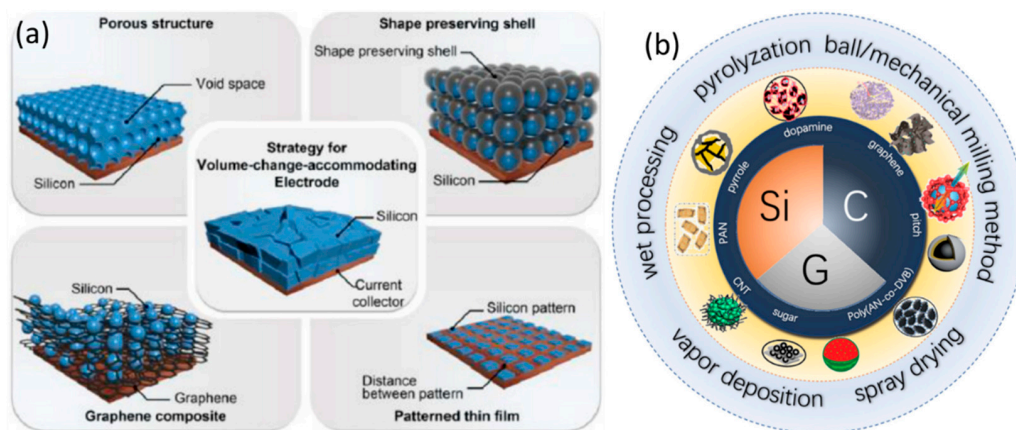 (a)
Porous structure
Void space
Silicon
Shape preserving shell
Shape preserving shell
Silicon
Strategy for
Volume-change-accommodating
Electrode
Silicon
Current
collector
Silicon
Graphene
Graphene composite
Silicon pattern
Distance
between pattern
Patterned thin film
(b)
pyrolyzation
ball/mechanical milling method
spray drying
vapor deposition
wet processing
dopamine
graphene
pitch
Poly(AN-co-DVB)
sugar
CNT
PAN
pyrrole
Si
C
G